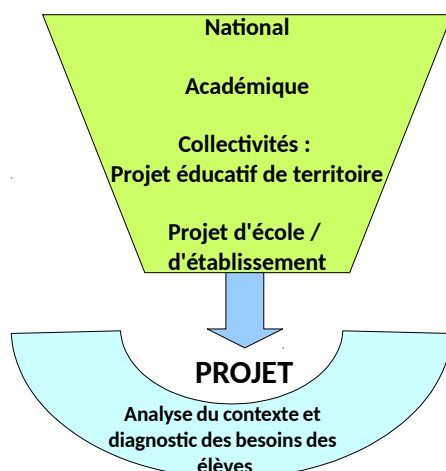 National
Académique
Collectivités :
Projet éducatif de territoire
Projet d'école /
d'établissement
PROJET
Analyse du contexte et
diagnostic des besoins des
élèves